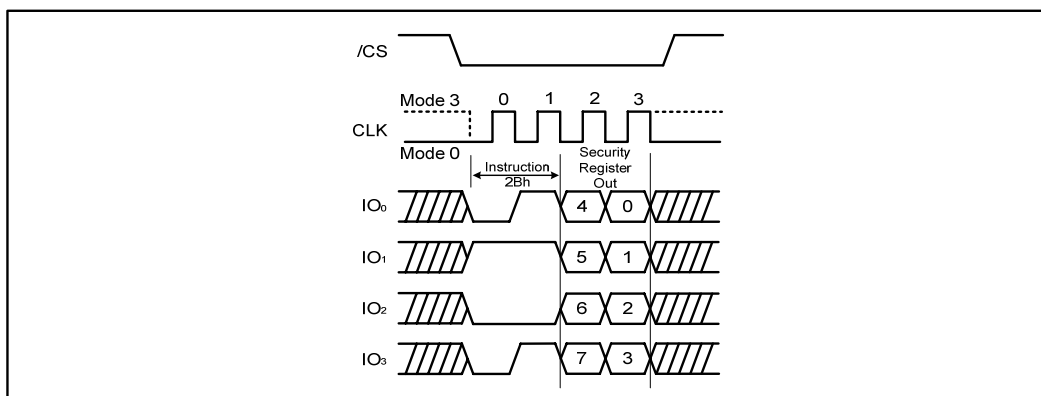 /CS
Mode 3 0 1 2 3
CLK
Mode 0
Instruction
2Bh
Security
Register
Out
IO₀ 4 0
IO₁ 5 1
IO₂ 6 2
IO₃ 7 3